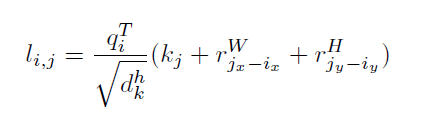 l_{i,j} = \frac{q_i^T}{\sqrt{d_k^h}}(k_j + r^W_{j_x-i_x} + r^H_{j_y-i_y})